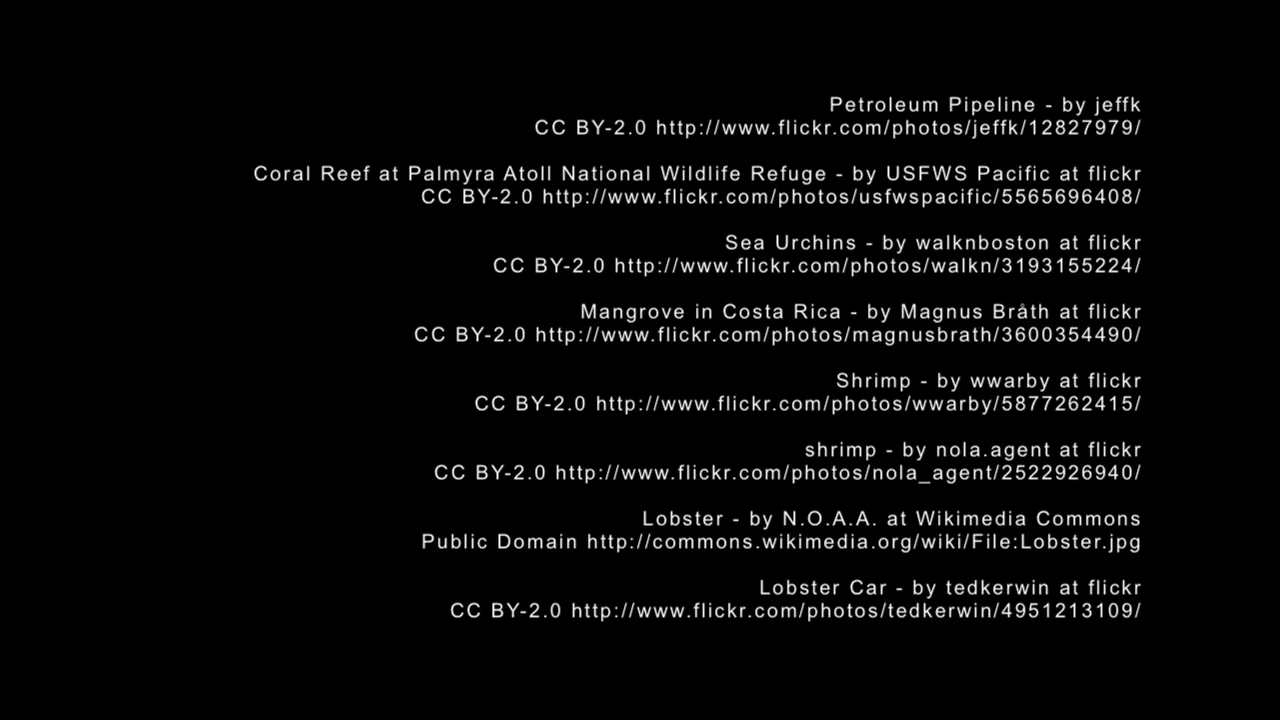 Petroleum Pipeline - by jeffk
CC BY-2.0 http://www.flickr.com/photos/jeffk/12827979/
Coral Reef at Palmyra Atoll National Wildlife Refuge - by USFWS Pacific at flickr
CC BY-2.0 http://www.flickr.com/photos/usfwspacific/5565696408/
Sea Urchins - by walknboston at flickr
CC BY-2.0 http://www.flickr.com/photos/walkn/3193155224/
Mangrove in Costa Rica - by Magnus Bråth at flickr
CC BY-2.0 http://www.flickr.com/photos/magnusbrath/3600354490/
Shrimp - by wwarby at flickr
CC BY-2.0 http://www.flickr.com/photos/wwarby/5877262415/
shrimp - by nola.agent at flickr
CC BY-2.0 http://www.flickr.com/photos/nola_agent/2522926940/
Lobster - by N.O.A.A. at Wikimedia Commons
Public Domain http://commons.wikimedia.org/wiki/File:Lobster.jpg
Lobster Car - by tedkerwin at flickr
CC BY-2.0 http://www.flickr.com/photos/tedkerwin/4951213109/